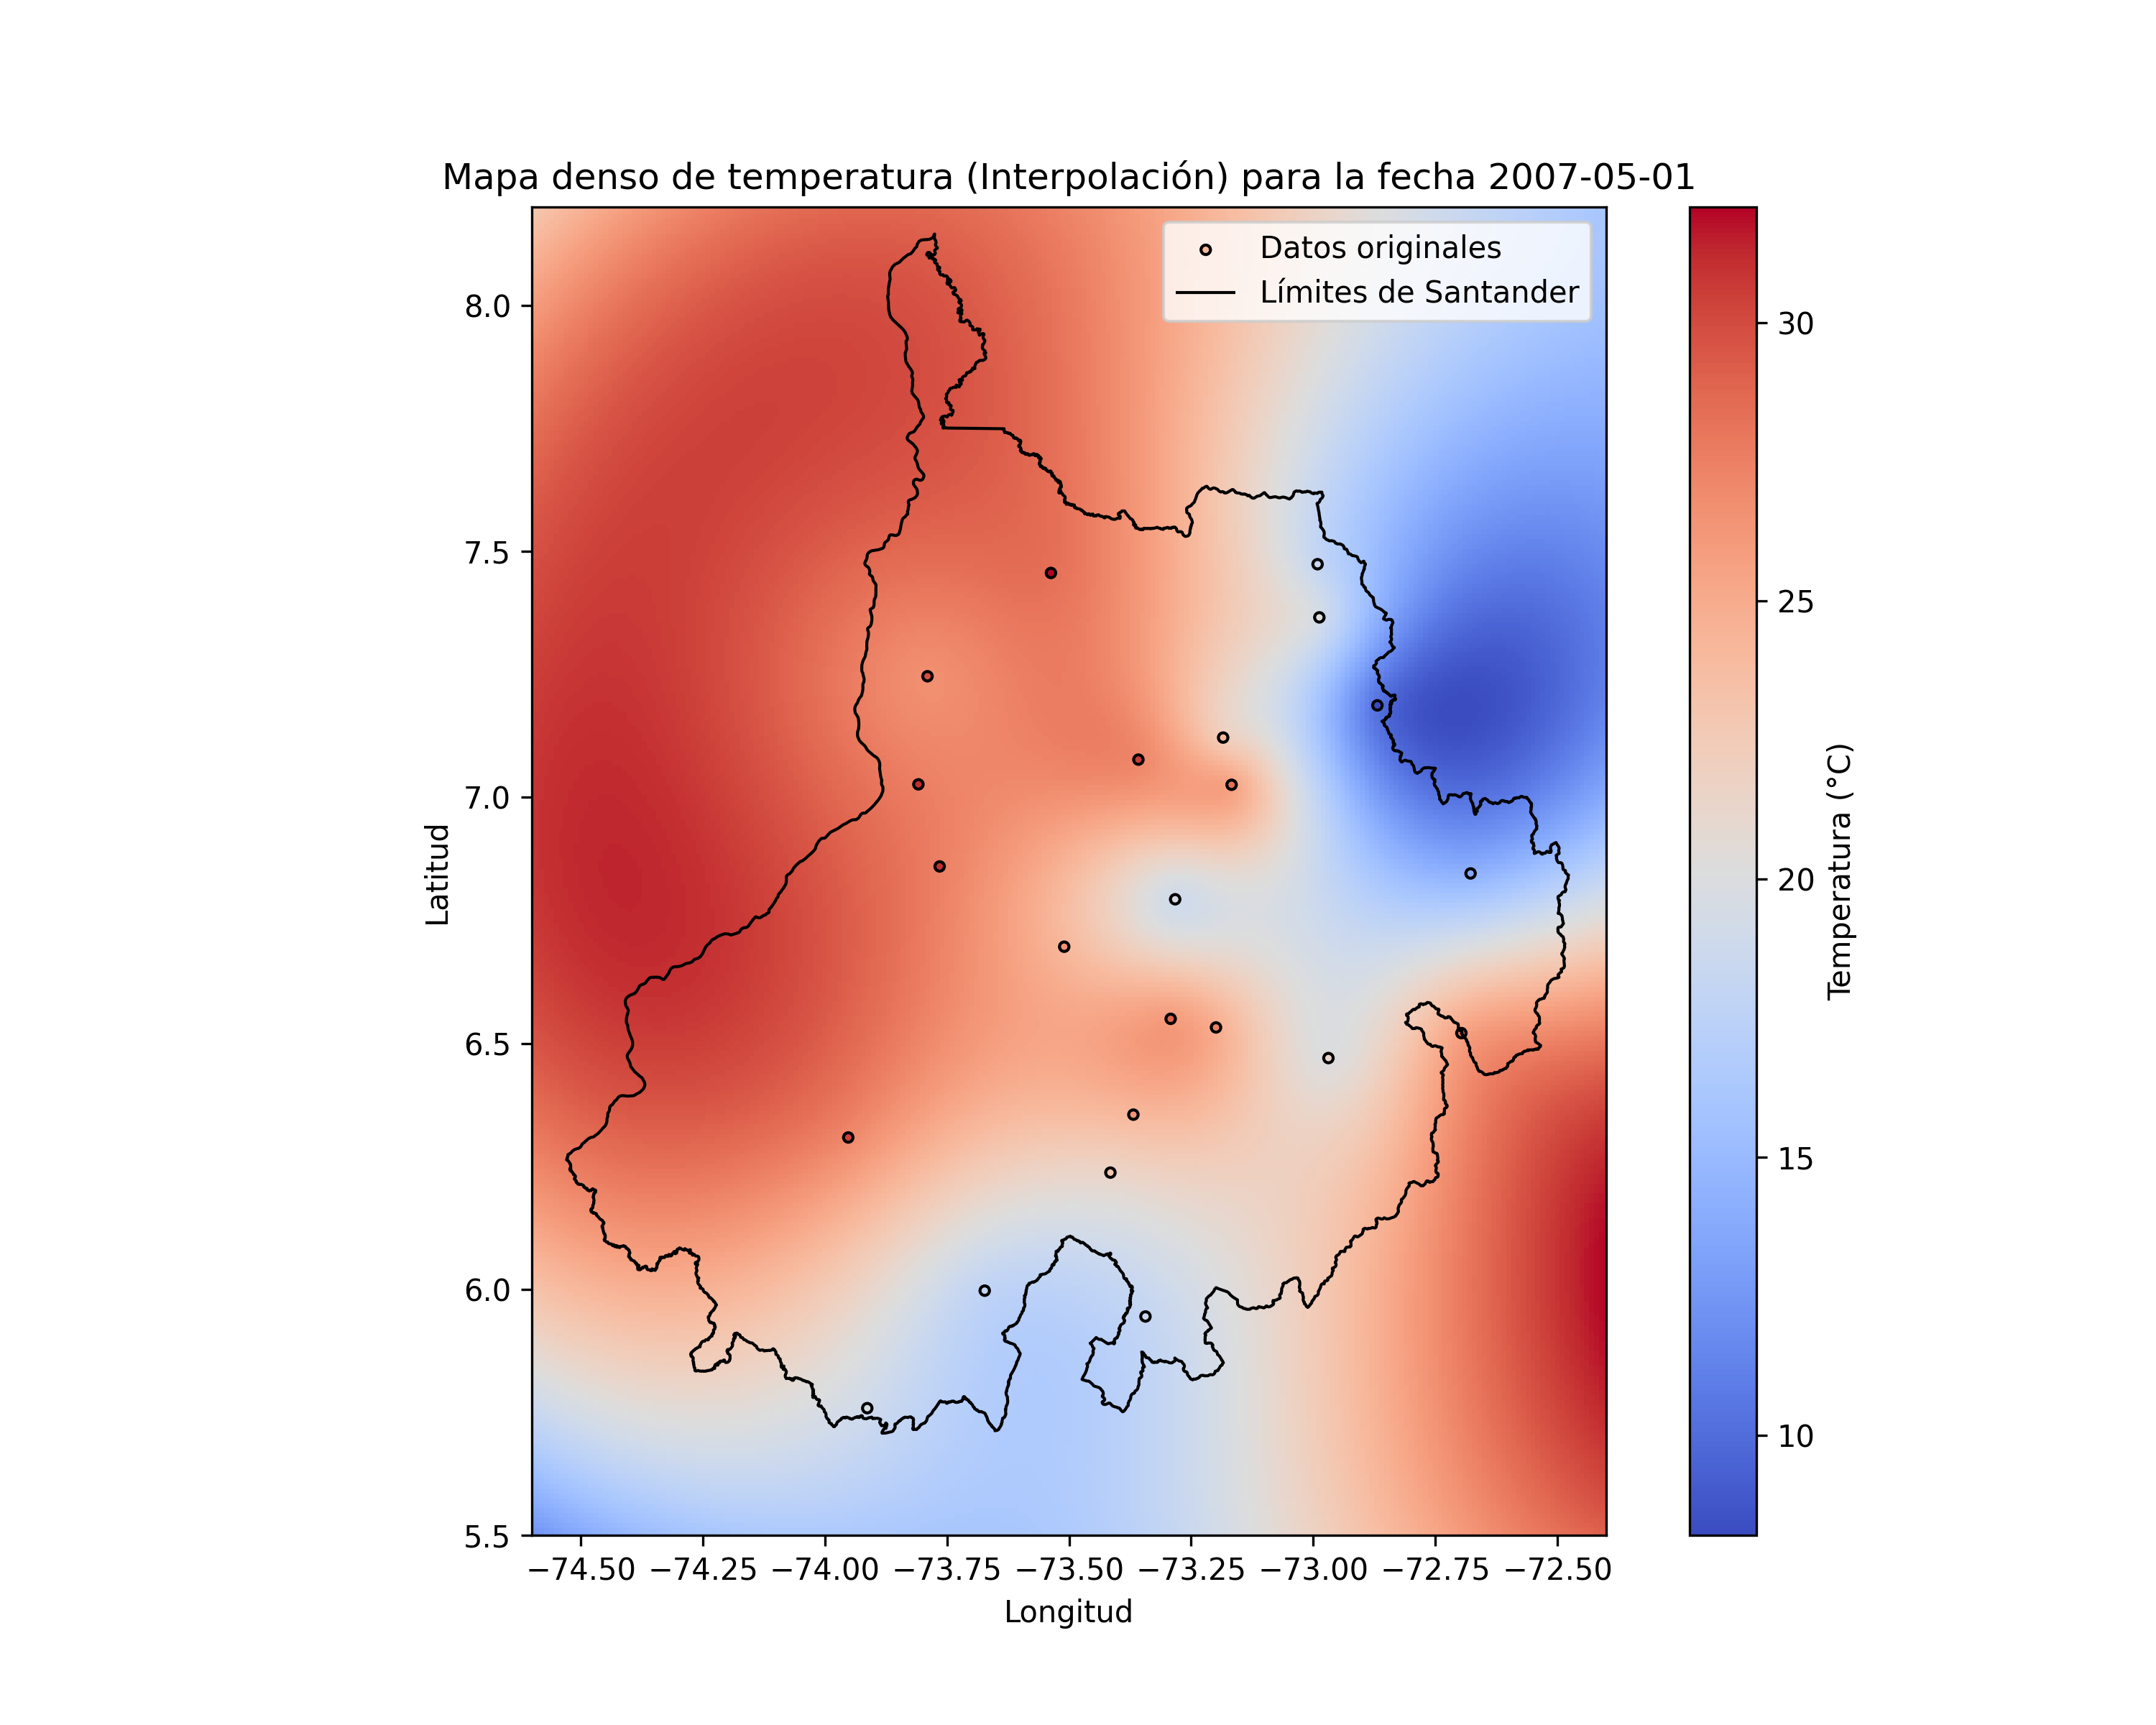 Mapa denso de temperatura (Interpolación) para la fecha 2007-05-01
Datos originales
Límites de Santander
8.0
7.5
7.0
6.5
6.0
5.5
Latitud
−74.50 −74.25 −74.00 −73.75 −73.50 −73.25 −73.00 −72.75 −72.50
Longitud
30
25
20
15
10
Temperatura (°C)